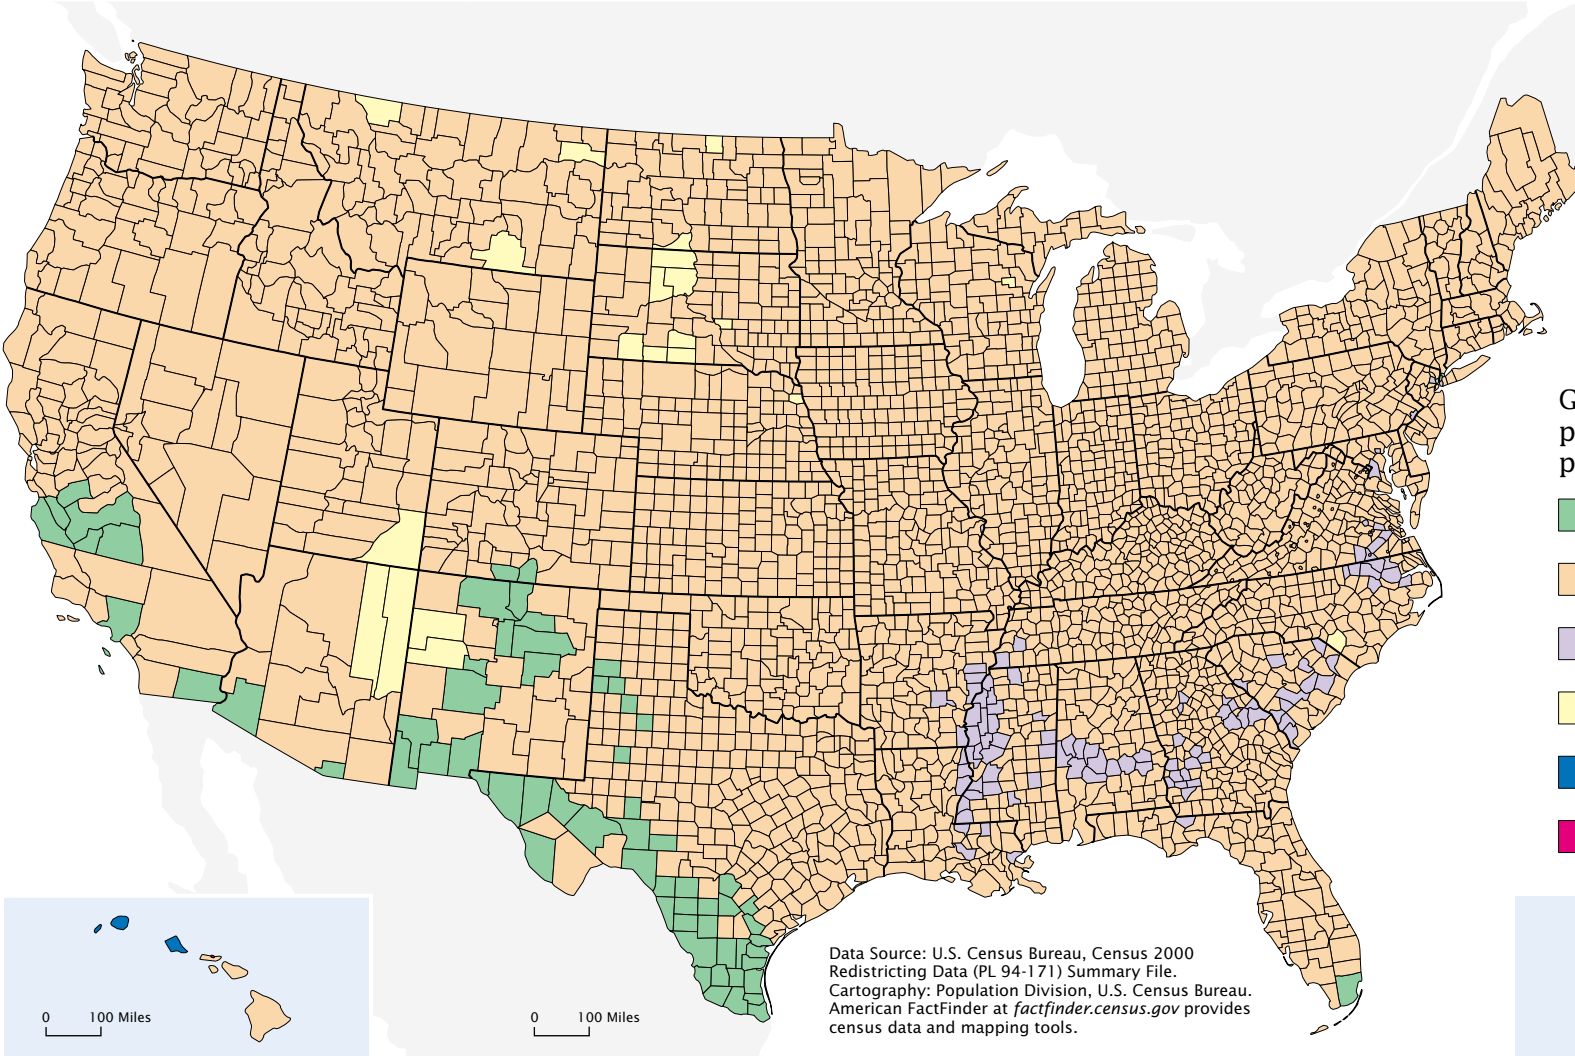 G
p
p
Data Source: U.S. Census Bureau, Census 2000
Redistricting Data (PL 94-171) Summary File.
Cartography: Population Division, U.S. Census Bureau.
American FactFinder at factfinder.census.gov provides
census data and mapping tools.
0 100 Miles
0 100 Miles